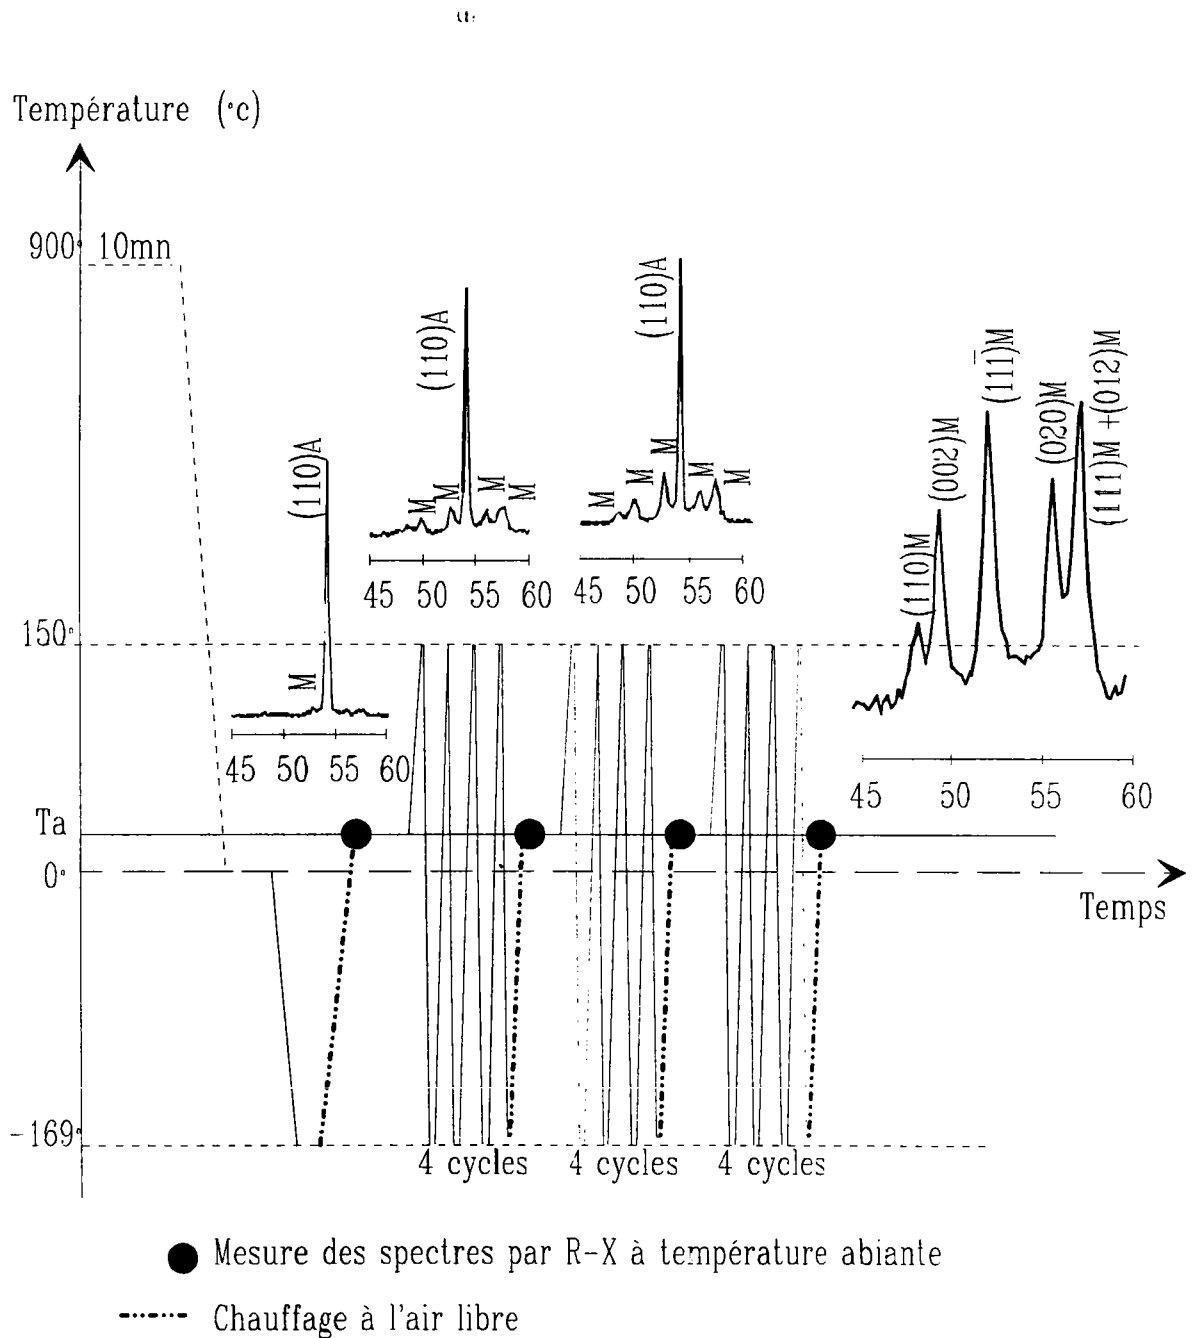 Température (°c)
900° 10mn
(110)A
(110)A
(110)A
(110)M
(002)M
(11̅1)M
(020)M
(111)M +(012)M
M
M M M M
M M M M M
45 50 55 60
45 50 55 60
45 50 55 60
45 50 55 60
150°
Ta
0°
Temps
-169°
4 cycles 4 cycles 4 cycles
Mesure des spectres par R-X à température abiante
Chauffage à l'air libre